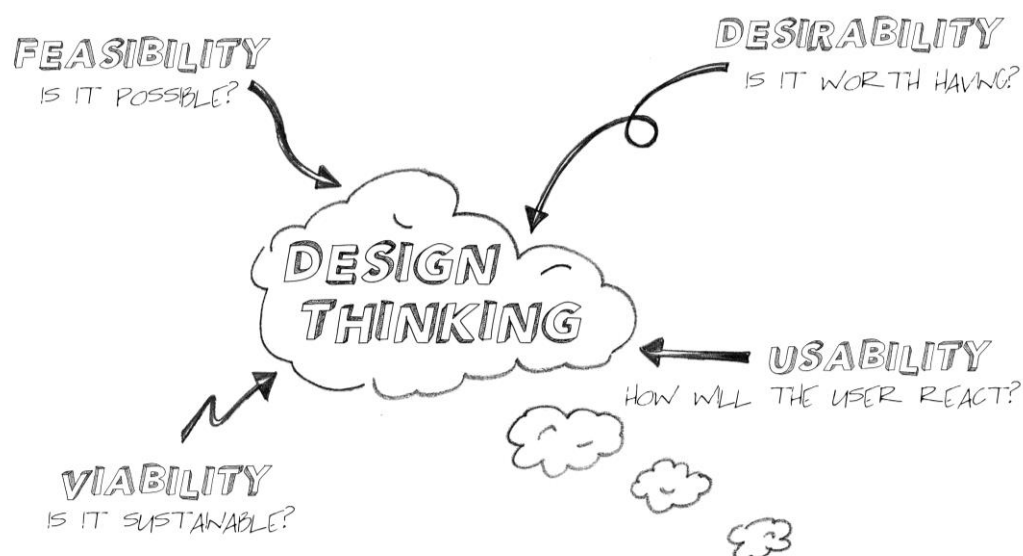 FEASIBILITY
IS IT POSSIBLE?
DESIRABILITY
IS IT WORTH HAVING?
DESIGN
THINKING
USABILITY
HOW WILL THE USER REACT?
VIABILITY
IS IT SUSTAINABLE?